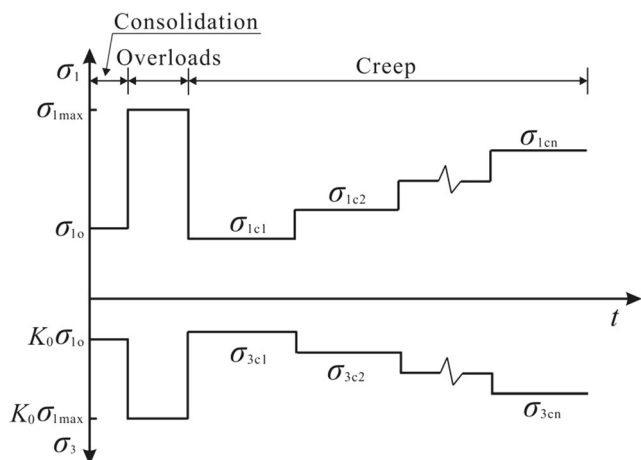 Consolidation
σ₁ Overloads Creep
σ₁max
σ₁cn
σ₁c2
σ₁o σ₁c1
t
K₀σ₁o
σ₃c1 σ₃c2
K₀σ₁max σ₃cn
σ₃